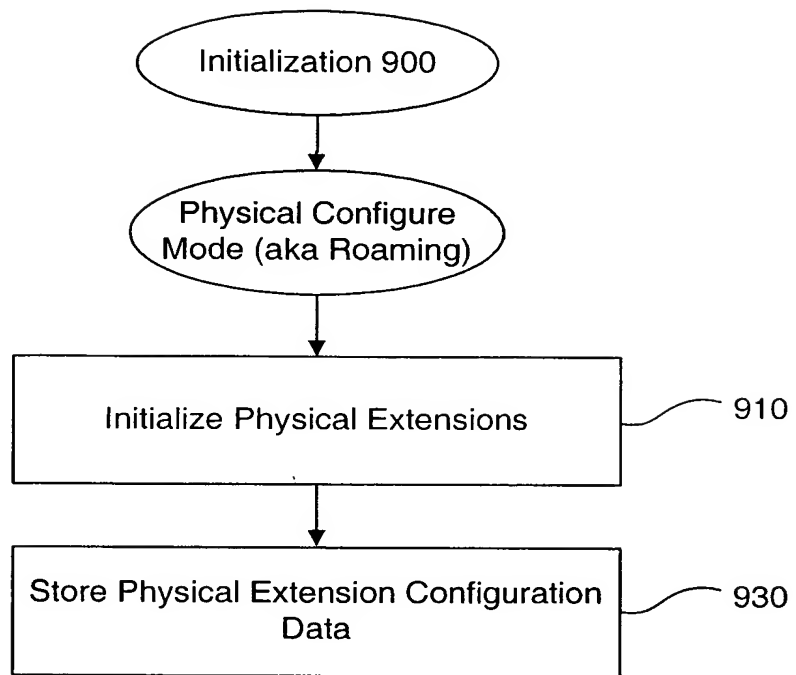 Initialization 900
Physical Configure
Mode (aka Roaming)
Initialize Physical Extensions
910
Store Physical Extension Configuration
Data
930